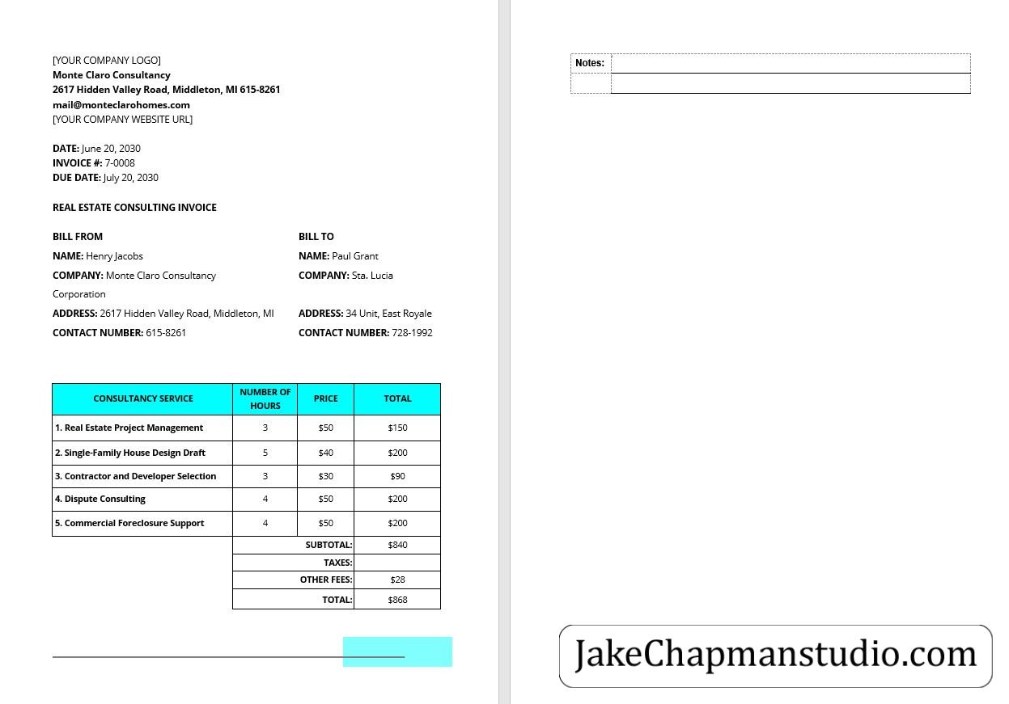 [YOUR COMPANY LOGO]
Monte Claro Consultancy
2617 Hidden Valley Road, Middleton, MI 615-8261
mail@monteclarohomes.com
[YOUR COMPANY WEBSITE URL]
DATE: June 20, 2030
INVOICE #: 7-0008
DUE DATE: July 20, 2030
REAL ESTATE CONSULTING INVOICE
BILL FROM BILL TO
NAME: Henry Jacobs NAME: Paul Grant
COMPANY: Monte Claro Consultancy COMPANY: Sta. Lucia
Corporation
ADDRESS: 2617 Hidden Valley Road, Middleton, MI ADDRESS: 34 Unit, East Royale
CONTACT NUMBER: 615-8261 CONTACT NUMBER: 728-1992
CONSULTANCY SERVICE NUMBER OF HOURS PRICE TOTAL
1. Real Estate Project Management 3 $50 $150
2. Single-Family House Design Draft 5 $40 $200
3. Contractor and Developer Selection 3 $30 $90
4. Dispute Consulting 4 $50 $200
5. Commercial Foreclosure Support 4 $50 $200
SUBTOTAL: $840
TAXES:
OTHER FEES: $28
TOTAL: $868
Notes:
JakeChapmanstudio.com